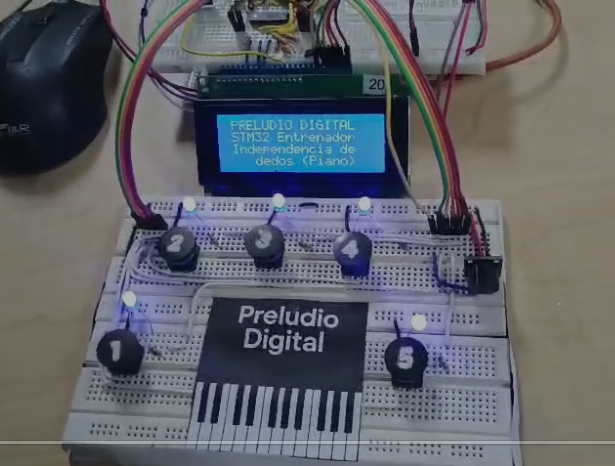 20
PRELUDIO DIGITAL
STM32 Entrenador
Independencia de
dedos (Piano)
2
3
4
1
5
Preludio
Digital